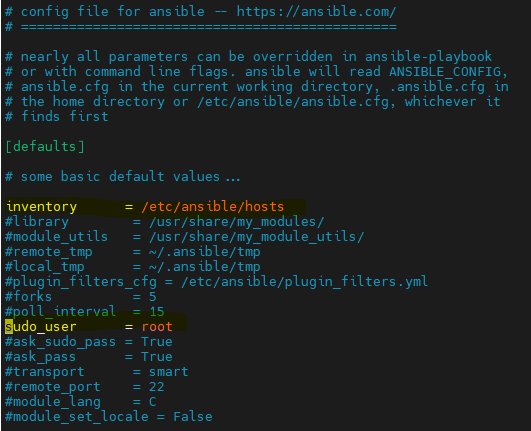 # config file for ansible -- https://ansible.com/
# ===============================================
# nearly all parameters can be overridden in ansible-playbook
# or with command line flags. ansible will read ANSIBLE_CONFIG,
# ansible.cfg in the current working directory, .ansible.cfg in
# the home directory or /etc/ansible/ansible.cfg, whichever it
# finds first
[defaults]
# some basic default values...
inventory      = /etc/ansible/hosts
#library        = /usr/share/my_modules/
#module_utils   = /usr/share/my_module_utils/
#remote_tmp     = ~/.ansible/tmp
#local_tmp      = ~/.ansible/tmp
#plugin_filters_cfg = /etc/ansible/plugin_filters.yml
#forks          = 5
#poll_interval  = 15
sudo_user      = root
#ask_sudo_pass = True
#ask_pass      = True
#transport      = smart
#remote_port    = 22
#module_lang    = C
#module_set_locale = False